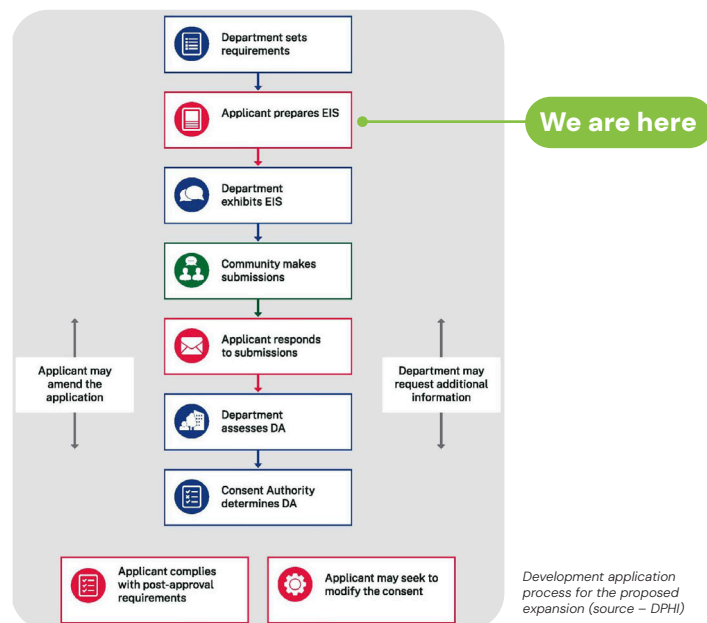 Department sets
requirements
Applicant prepares EIS
We are here
Department
exhibits EIS
Community makes
submissions
Applicant responds
to submissions
Applicant may
amend the
application
Department may
request additional
information
Department
assesses DA
Consent Authority
determines DA
Applicant complies
with post-approval
requirements
Applicant may seek to
modify the consent
Development application
process for the proposed
expansion (source – DPHI)